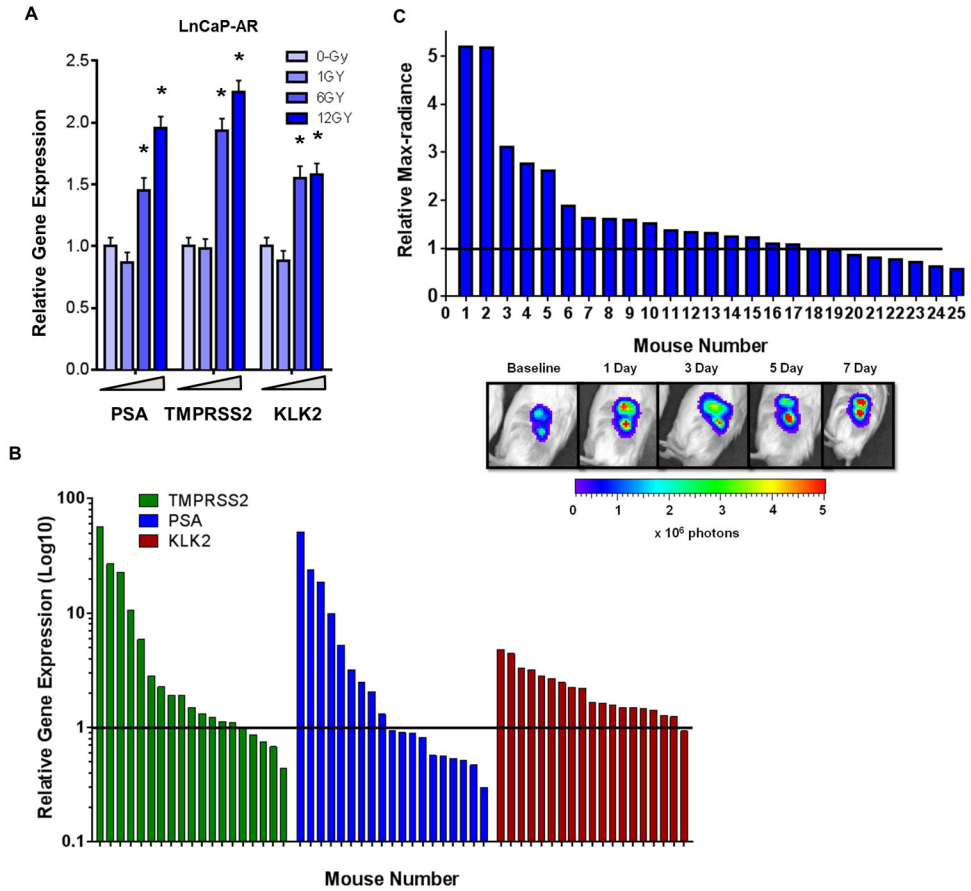 A
LnCaP-AR
Relative Gene Expression
2.5
2.0
1.5
1.0
0.5
0.0
0-Gy
1GY
6GY
12GY
* * * * * *
PSA TMPRSS2 KLK2
C
Relative Max-radiance
5
4
3
2
1
0
0 1 2 3 4 5 6 7 8 9 10 11 12 13 14 15 16 17 18 19 20 21 22 23 24 25
Mouse Number
Baseline 1 Day 3 Day 5 Day 7 Day
0 1 2 3 4 5
x 10⁶ photons
B
Relative Gene Expression (Log10)
100
10
1
0.1
TMPRSS2
PSA
KLK2
Mouse Number